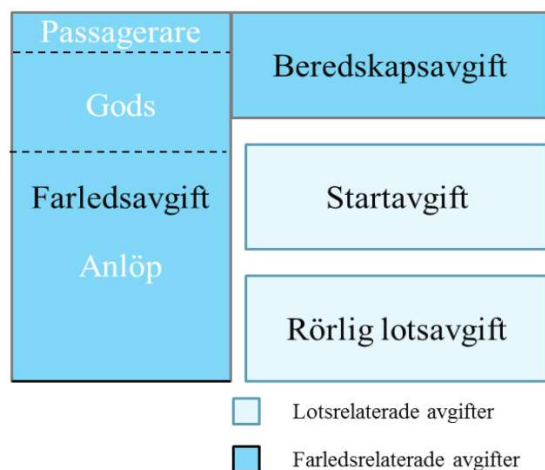 Passagerare
Gods
Farledsavgift
Anlöp
Beredskapsavgift
Startavgift
Rörlig lotsavgift
Lotsrelaterade avgifter
Farledsrelaterade avgifter